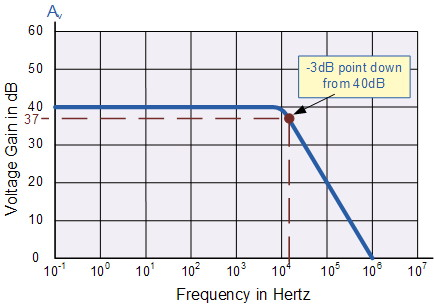 Av
60
50
40
37
30
20
10
0
Voltage Gain in dB
-3dB point down
from 40dB
10-1 100 101 102 103 104 105 106 107
Frequency in Hertz